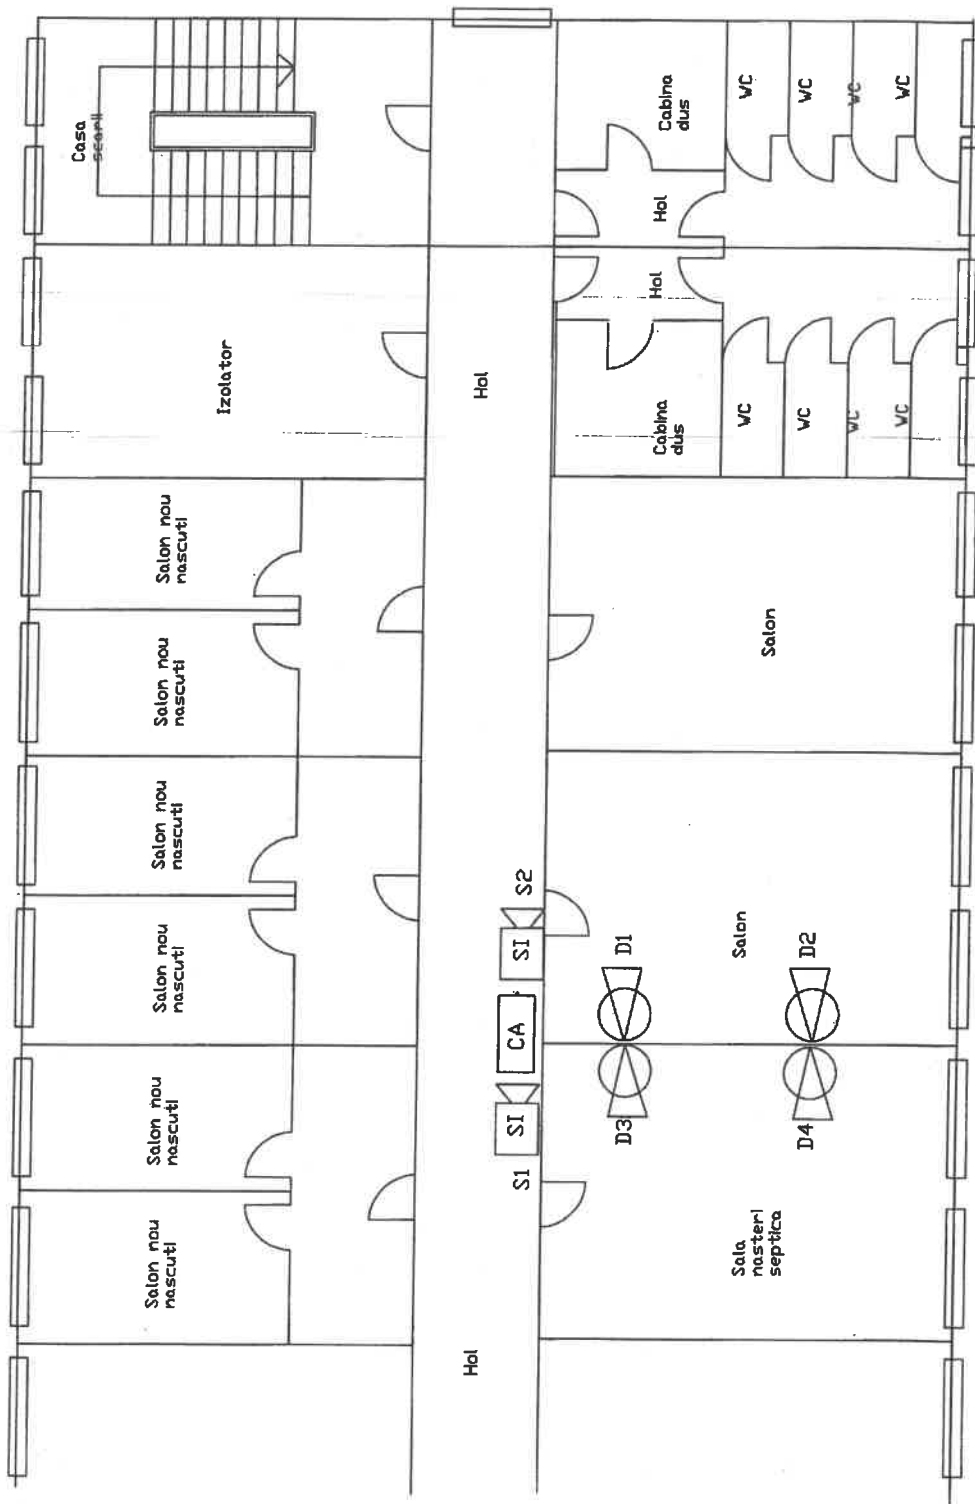 Casa
scarii
Izolator
Salon nou
nascuti
Salon nou
nascuti
Salon nou
nascuti
Salon nou
nascuti
Salon nou
nascuti
Salon nou
nascuti
Hol
Hol
S1
SI
CA
SI
S2
Cabina
dus
WC
WC
WC
WC
Hol
Hol
Cabina
dus
WC
WC
WC
WC
Salon
Salon
D1
D2
D3
D4
Sala
nasteri
septica